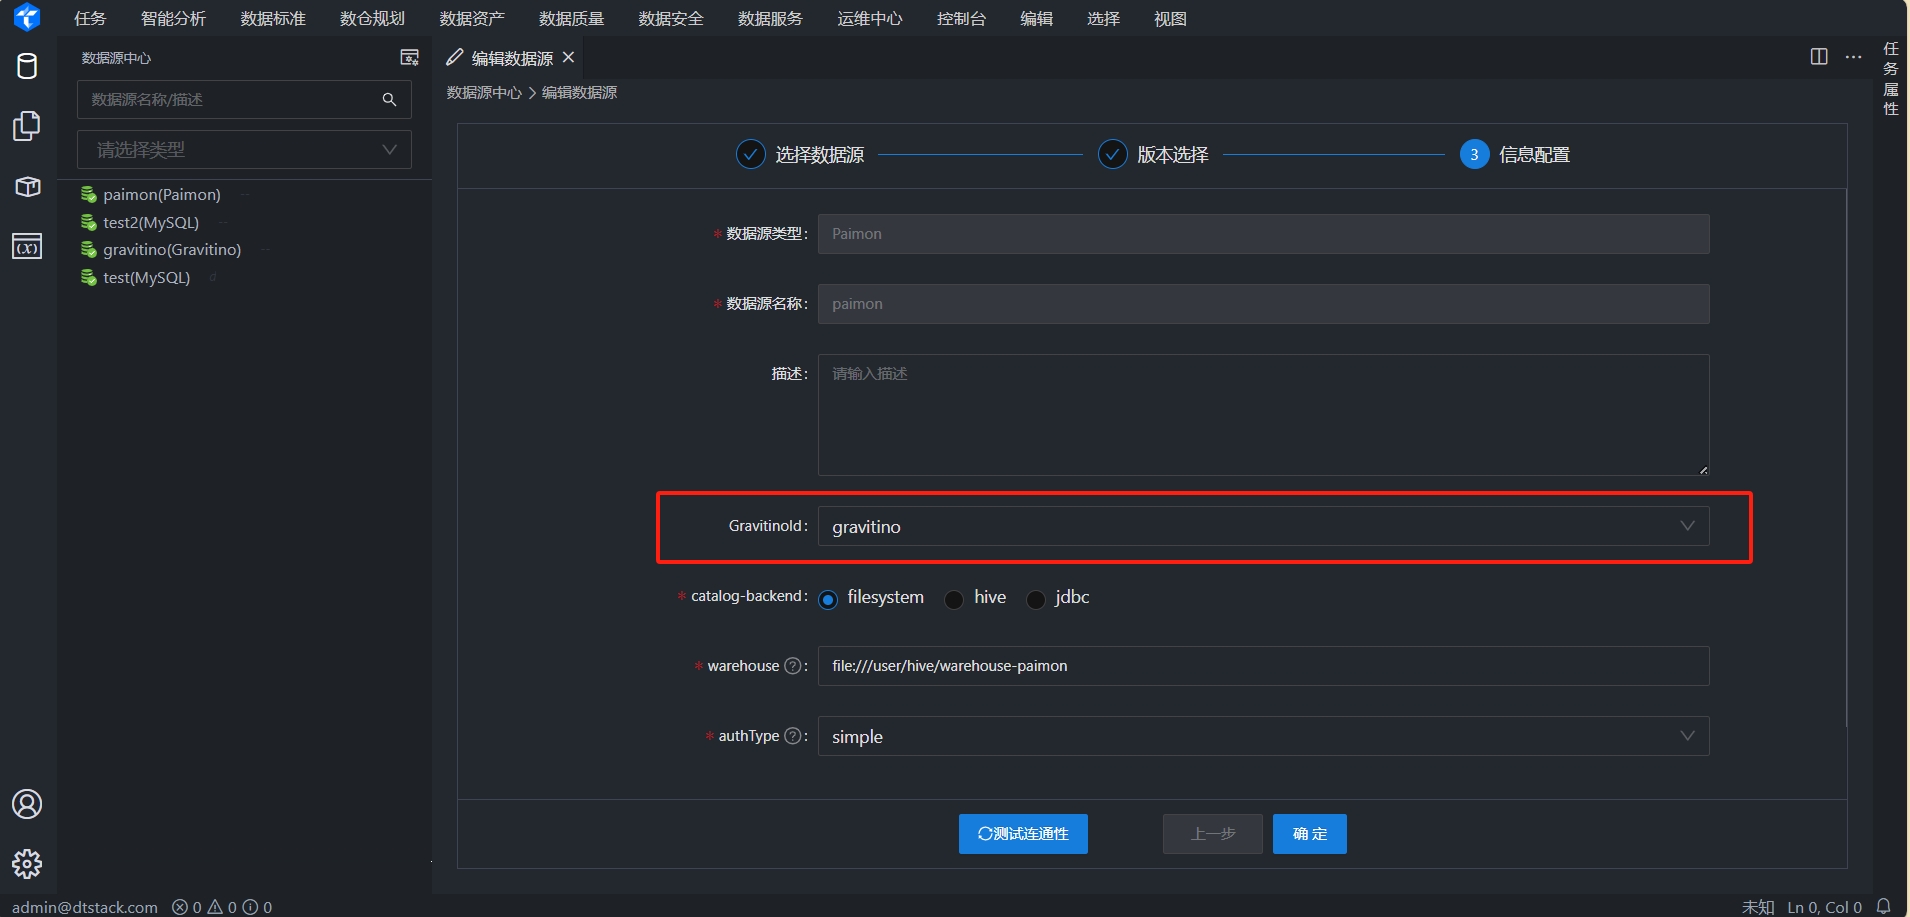 任务 智能分析 数据标准 数仓规划 数据资产 数据质量 数据安全 数据服务 运维中心 控制台 编辑 选择 视图
数据源中心
数据源名称/描述
请选择类型
paimon(Paimon) --
test2(MySQL) --
gravitino(Gravitino) --
test(MySQL) d
编辑数据源
任务属性
数据源中心 > 编辑数据源
选择数据源
版本选择
3 信息配置
* 数据源类型: Paimon
* 数据源名称: paimon
描述: 请输入描述
GravitinoId: gravitino
* catalog-backend: filesystem hive jdbc
* warehouse ? : file:///user/hive/warehouse-paimon
* authType ? : simple
测试连通性 上一步 确 定
(x)
admin@dtstack.com 0 0 0
未知 Ln 0, Col 0